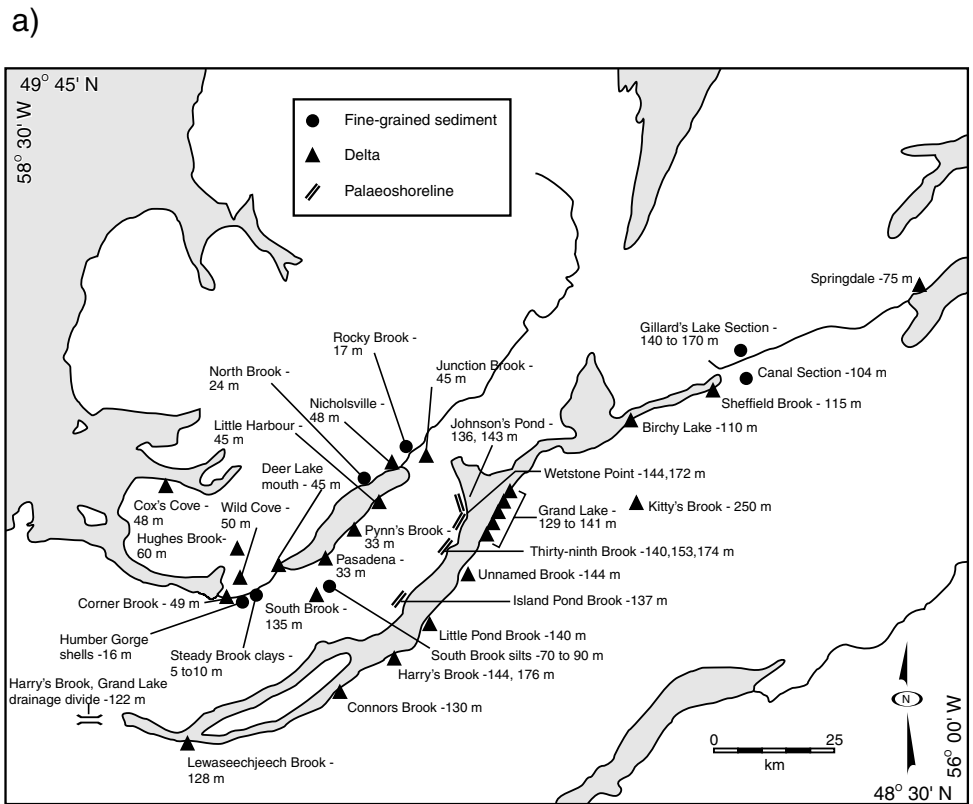 a)
49° 45' N
58° 30' W
Fine-grained sediment
Delta
Palaeoshoreline
Springdale -75 m
Gillard's Lake Section -
140 to 170 m
Canal Section -104 m
Sheffield Brook - 115 m
Birchy Lake -110 m
Rocky Brook -
17 m
Junction Brook -
45 m
North Brook -
24 m
Nicholsville -
48 m
Little Harbour -
45 m
Johnson's Pond -
136, 143 m
Deer Lake
mouth - 45 m
Wetstone Point -144,172 m
Cox's Cove -
48 m
Wild Cove -
50 m
Kitty's Brook - 250 m
Grand Lake -
129 to 141 m
Hughes Brook-
60 m
Pynn's Brook -
33 m
Thirty-ninth Brook -140,153,174 m
Pasadena -
33 m
Unnamed Brook -144 m
Corner Brook - 49 m
South Brook -
135 m
Island Pond Brook -137 m
Humber Gorge
shells -16 m
Steady Brook clays -
5 to10 m
Little Pond Brook -140 m
South Brook silts -70 to 90 m
Harry's Brook -144, 176 m
Harry's Brook, Grand Lake
drainage divide -122 m
Connors Brook -130 m
Lewaseechjeech Brook -
128 m
0 25
km
N
56° 00' W
48° 30' N